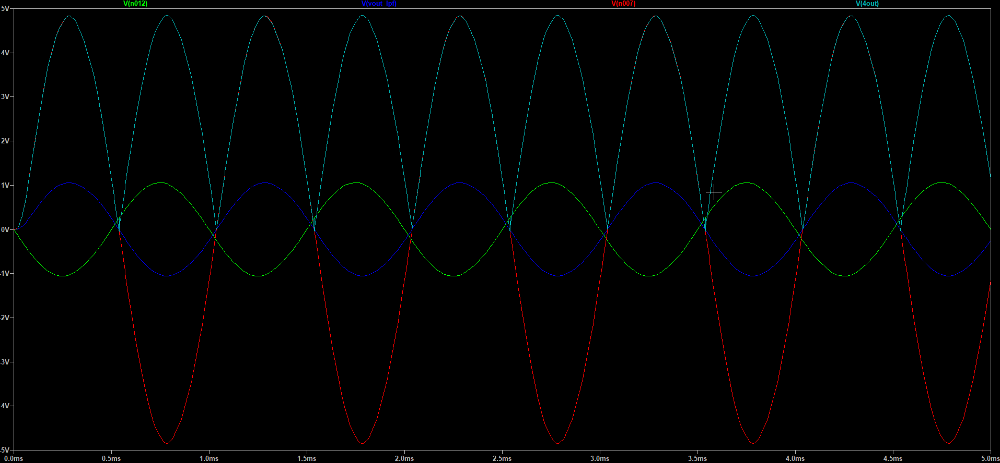 V(n012) V(vout_lpf) V(n007) V(4out)
5V
4V
3V
2V
1V
0V
-1V
-2V
-3V
-4V
-5V
0.0ms 0.5ms 1.0ms 1.5ms 2.0ms 2.5ms 3.0ms 3.5ms 4.0ms 4.5ms 5.0ms